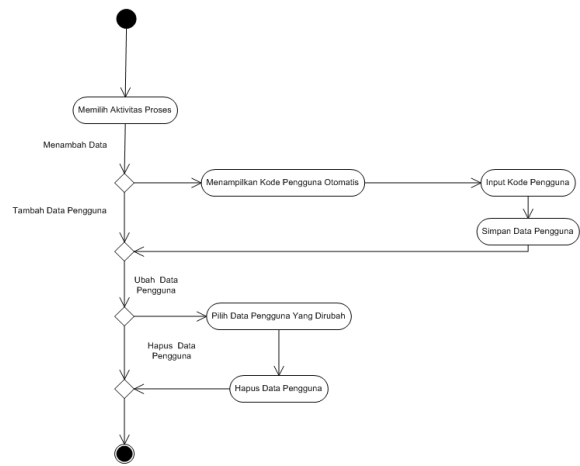 Memilih Aktivitas Proses
Menambah Data
Menampilkan Kode Pengguna Otomatis
Input Kode Pengguna
Tambah Data Pengguna
Simpan Data Pengguna
Ubah Data
Pengguna
Pilih Data Pengguna Yang Dirubah
Hapus Data
Pengguna
Hapus Data Pengguna